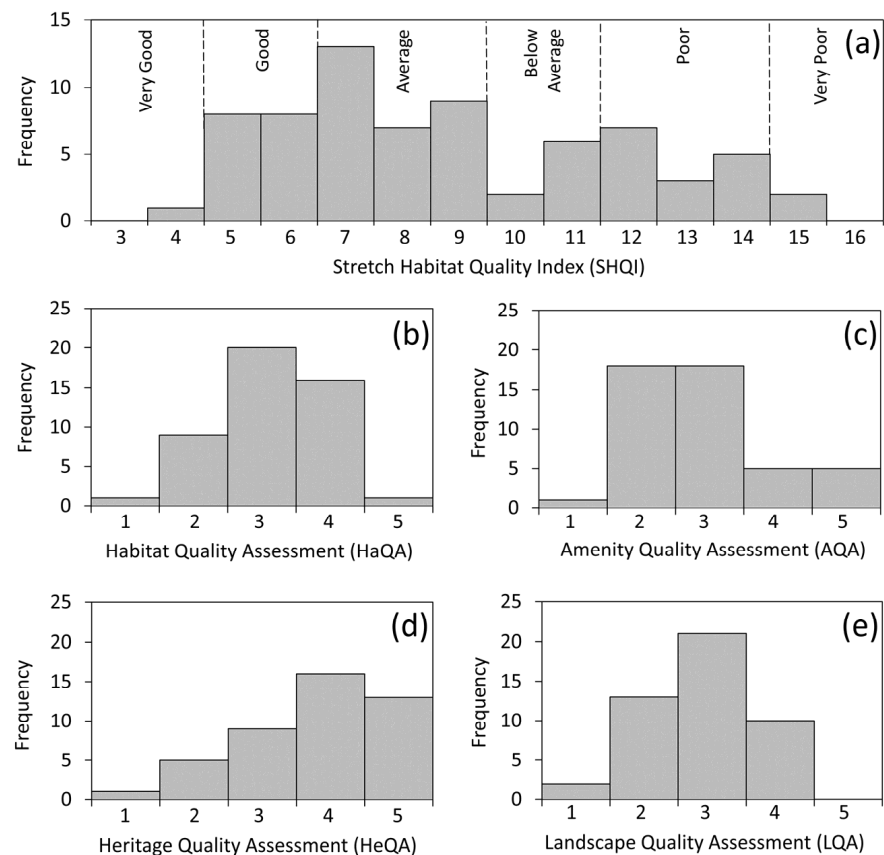 15
10
5
0
Frequency
Very Good
Good
Average
Below
Average
Poor
Very Poor
(a)
3 4 5 6 7 8 9 10 11 12 13 14 15 16
Stretch Habitat Quality Index (SHQI)
25
20
15
10
5
0
Frequency
(b)
1 2 3 4 5
Habitat Quality Assessment (HaQA)
25
20
15
10
5
0
Frequency
(c)
1 2 3 4 5
Amenity Quality Assessment (AQA)
25
20
15
10
5
0
Frequency
(d)
1 2 3 4 5
Heritage Quality Assessment (HeQA)
25
20
15
10
5
0
Frequency
(e)
1 2 3 4 5
Landscape Quality Assessment (LQA)